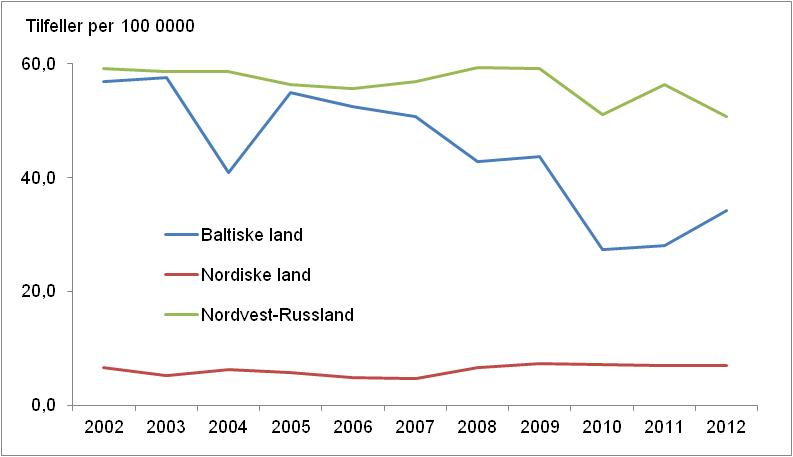 Tilfeller per 100 0000
60,0
40,0
20,0
0,0
Baltiske land
Nordiske land
Nordvest-Russland
2002 2003 2004 2005 2006 2007 2008 2009 2010 2011 2012